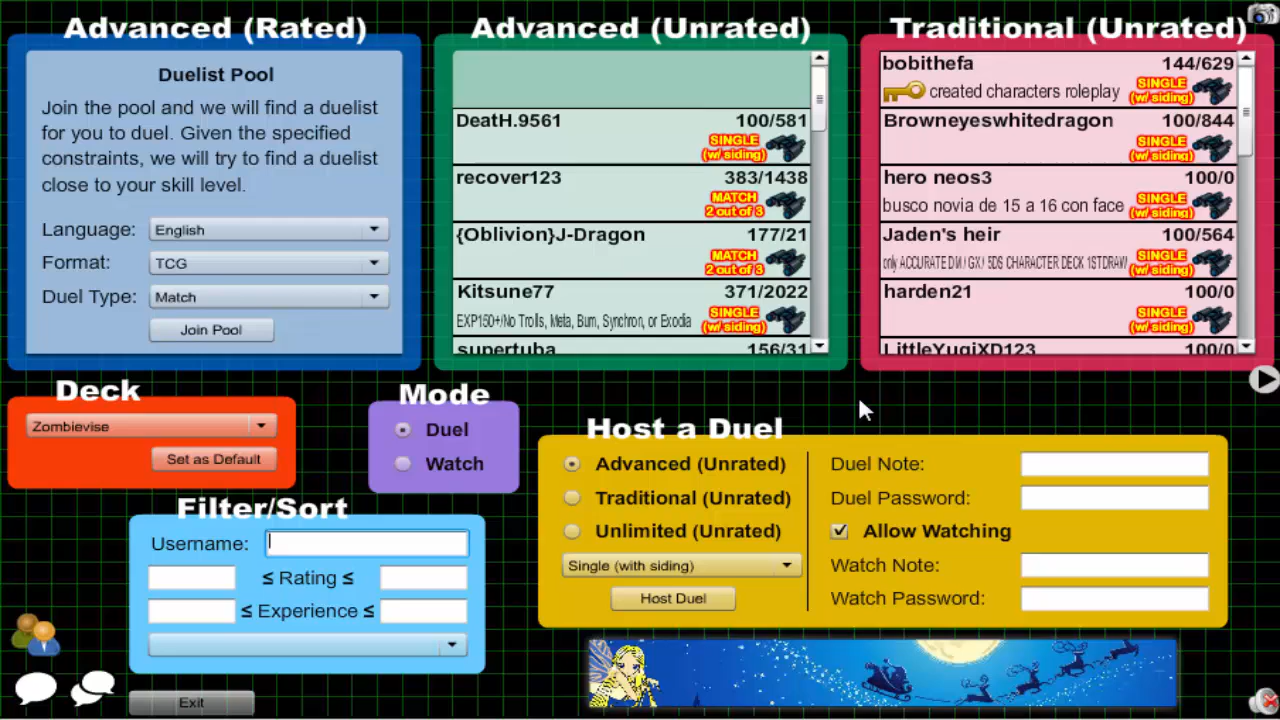 Advanced (Rated)
Duelist Pool
Join the pool and we will find a duelist
for you to duel. Given the specified
constraints, we will try to find a duelist
close to your skill level.
Language: English
Format: TCG
Duel Type: Match
Join Pool
Advanced (Unrated)
DeatH.9561 100/581
SINGLE
(w/ siding)
recover123 383/1438
MATCH
2 out of 3
{Oblivion}J-Dragon 177/21
MATCH
2 out of 3
Kitsune77 371/2022
EXP150+/No Trolls, Meta, Burn, Synchron, or Exodia SINGLE
(w/ siding)
supertuba 156/31
Traditional (Unrated)
bobithefa 144/629
created characters roleplay SINGLE
(w/ siding)
Browneyeswhitedragon 100/844
SINGLE
(w/ siding)
hero neos3 100/0
busco novia de 15 a 16 con face SINGLE
(w/ siding)
Jaden's heir 100/564
only ACCURATE DM/ GX/ 5DS CHARACTER DECK 1STDRAW/ SINGLE
(w/ siding)
harden21 100/0
SINGLE
(w/ siding)
LittleYugiXD123 100/0
Deck
Zombievise
Set as Default
Mode
Duel
Watch
Filter/Sort
Username:
≤ Rating ≤
≤ Experience ≤
Exit
Host a Duel
Advanced (Unrated)
Traditional (Unrated)
Unlimited (Unrated)
Single (with siding)
Host Duel
Duel Note:
Duel Password:
Allow Watching
Watch Note:
Watch Password: